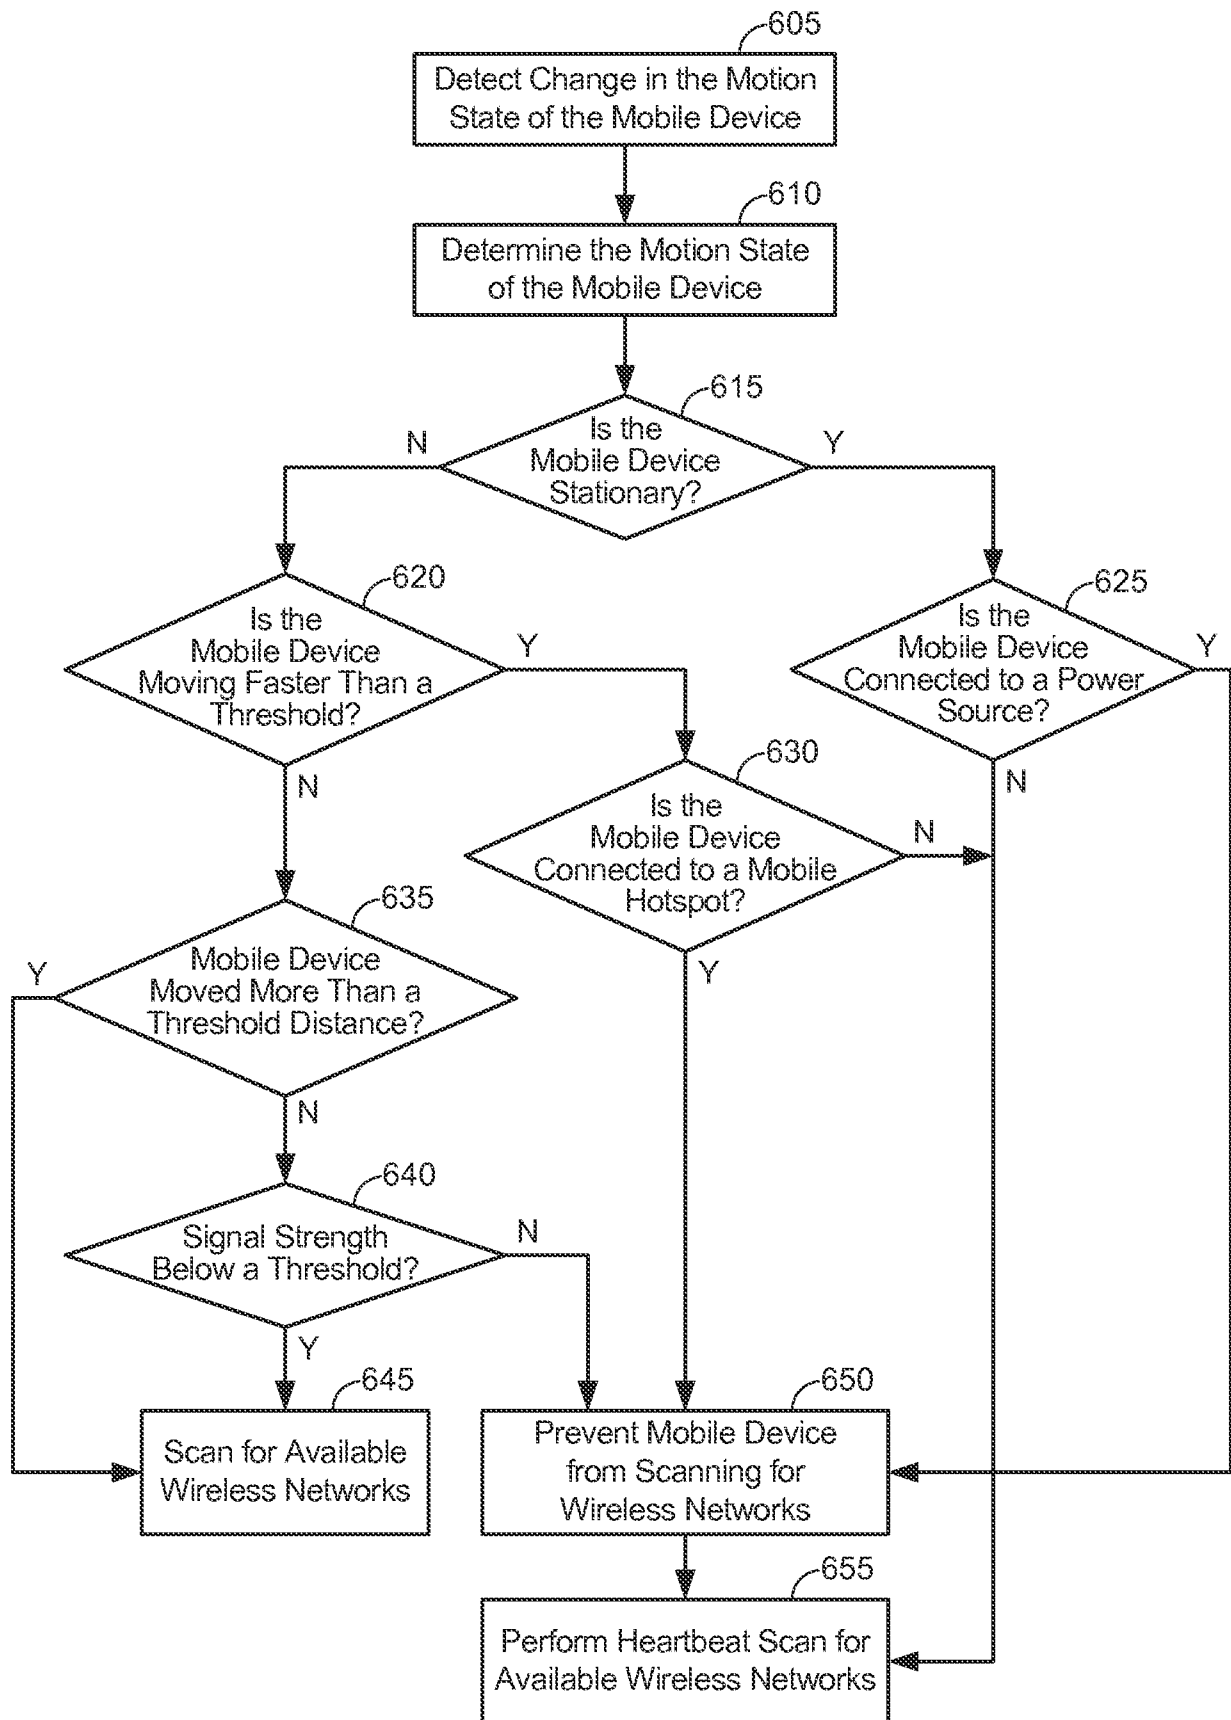 605
Detect Change in the Motion
State of the Mobile Device
610
Determine the Motion State
of the Mobile Device
615
Is the
Mobile Device
Stationary?
N
Y
620
Is the
Mobile Device
Moving Faster Than a
Threshold?
Y
N
625
Is the
Mobile Device
Connected to a Power
Source?
Y
N
630
Is the
Mobile Device
Connected to a Mobile
Hotspot?
N
Y
635
Mobile Device
Moved More Than a
Threshold Distance?
Y
N
640
Signal Strength
Below a Threshold?
N
Y
645
Scan for Available
Wireless Networks
650
Prevent Mobile Device
from Scanning for
Wireless Networks
655
Perform Heartbeat Scan for
Available Wireless Networks